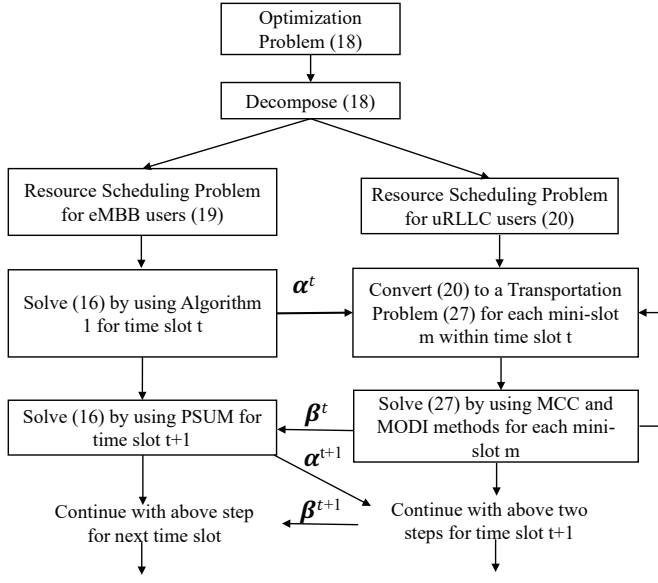 Optimization
Problem (18)
Decompose (18)
Resource Scheduling Problem
for eMBB users (19)
Resource Scheduling Problem
for uRLLC users (20)
Solve (16) by using Algorithm
1 for time slot t
α^t
Convert (20) to a Transportation
Problem (27) for each mini-slot
m within time slot t
Solve (16) by using PSUM for
time slot t+1
β^t
Solve (27) by using MCC and
MODI methods for each mini-
slot m
α^t+1
Continue with above step
for next time slot
β^t+1
Continue with above two
steps for time slot t+1